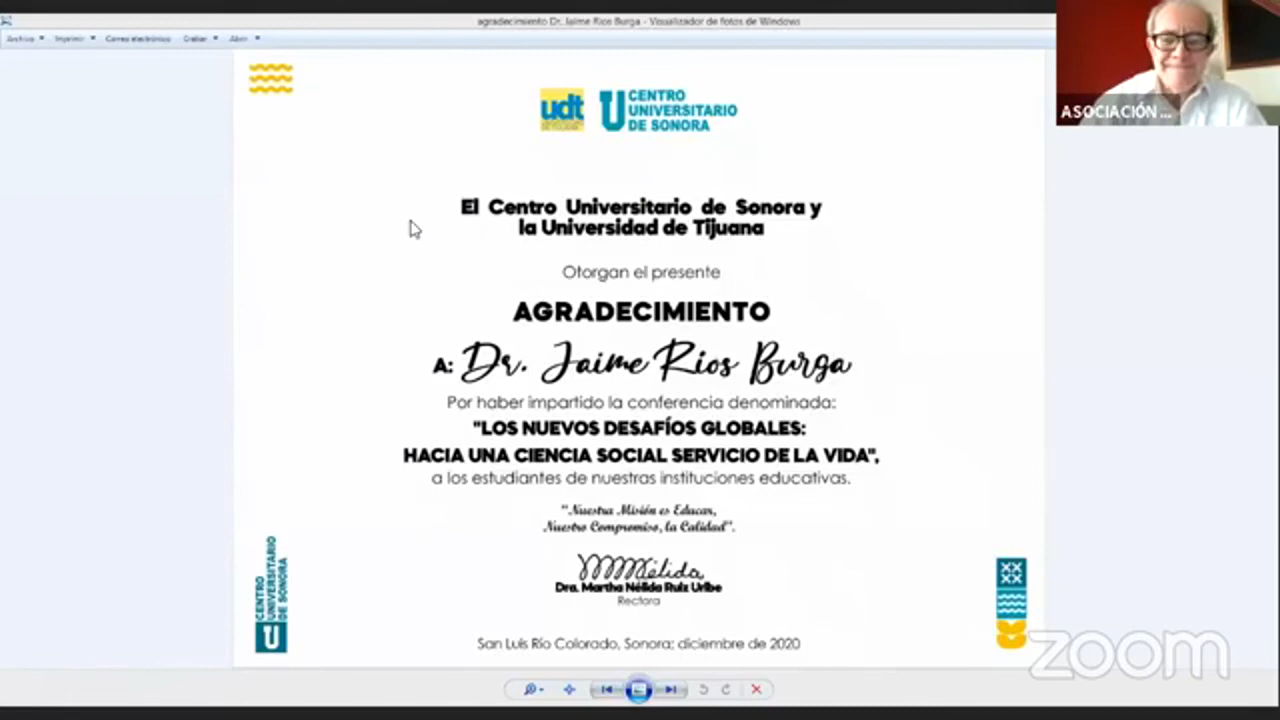 agradecimiento Dr. Jaime Rios Burga - Visualizador de fotos de Windows
Archivo Imprimir Correo electrónico Grabar Abrir
ASOCIACIÓN ...
udt
CENTRO
UNIVERSITARIO
DE SONORA
El Centro Universitario de Sonora y
la Universidad de Tijuana
Otorgan el presente
AGRADECIMIENTO
A: Dr. Jaime Rios Burga
Por haber impartido la conferencia denominada:
"LOS NUEVOS DESAFÍOS GLOBALES:
HACIA UNA CIENCIA SOCIAL SERVICIO DE LA VIDA",
a los estudiantes de nuestras instituciones educativas.
"Nuestra Misión es Educar,
Nuestro Compromiso, la Calidad".
Dra. Martha Nélida Ruiz Uribe
Rectora
San Luis Río Colorado, Sonora; diciembre de 2020
CENTRO
UNIVERSITARIO
DE SONORA
zoom